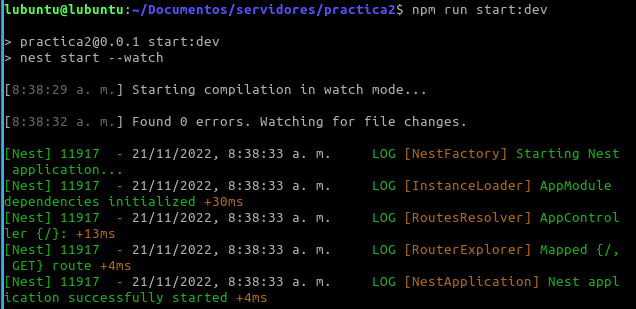 lubuntu@lubuntu:~/Documentos/servidores/practica2$ npm run start:dev
> practica2@0.0.1 start:dev
> nest start --watch
[8:38:29 a. m.] Starting compilation in watch mode...
[8:38:32 a. m.] Found 0 errors. Watching for file changes.
[Nest] 11917  - 21/11/2022, 8:38:33 a. m.     LOG [NestFactory] Starting Nest
 application...
[Nest] 11917  - 21/11/2022, 8:38:33 a. m.     LOG [InstanceLoader] AppModule
dependencies initialized +30ms
[Nest] 11917  - 21/11/2022, 8:38:33 a. m.     LOG [RoutesResolver] AppControl
ler {/}: +13ms
[Nest] 11917  - 21/11/2022, 8:38:33 a. m.     LOG [RouterExplorer] Mapped {/,
 GET} route +4ms
[Nest] 11917  - 21/11/2022, 8:38:33 a. m.     LOG [NestApplication] Nest appl
ication successfully started +4ms